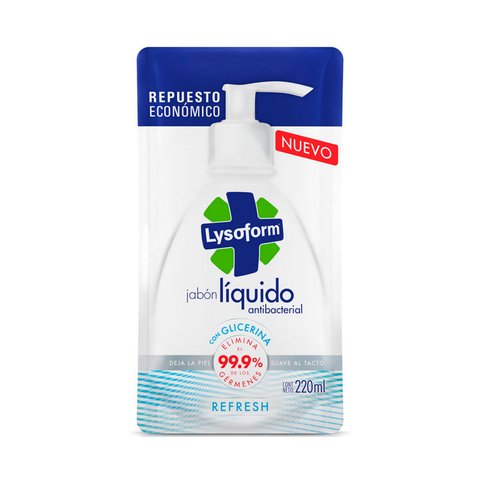 REPUESTO
ECONÓMICO
NUEVO
Lysoform
jabón líquido
antibacterial
CON GLICERINA
ELIMINA
EL
99.9%
DE LOS
GÉRMENES
DEJA LA PIEL SUAVE AL TACTO
CONT.
NETO: 220ml
REFRESH